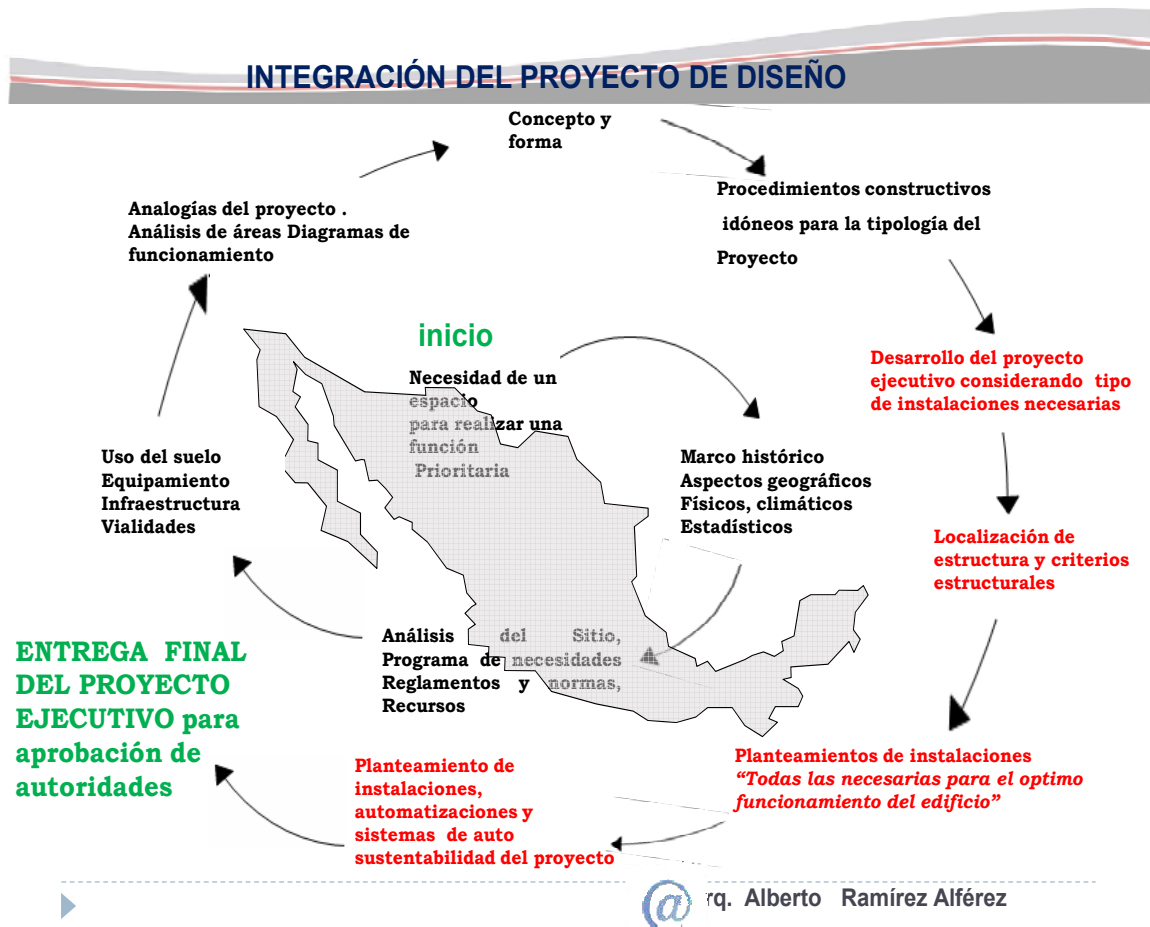 INTEGRACIÓN DEL PROYECTO DE DISEÑO
inicio
Necesidad de un
espacio
para realizar una
función
Prioritaria
Marco histórico
Aspectos geográficos
Físicos, climáticos
Estadísticos
Análisis del Sitio,
Programa de necesidades
Reglamentos y normas,
Recursos
Uso del suelo
Equipamiento
Infraestructura
Vialidades
Analogías del proyecto .
Análisis de áreas Diagramas de
funcionamiento
Concepto y
forma
Procedimientos constructivos
idóneos para la tipología del
Proyecto
Desarrollo del proyecto
ejecutivo considerando tipo
de instalaciones necesarias
Localización de
estructura y criterios
estructurales
Planteamientos de instalaciones
“Todas las necesarias para el optimo
funcionamiento del edificio”
Planteamiento de
instalaciones,
automatizaciones y
sistemas de auto
sustentabilidad del proyecto
ENTREGA FINAL
DEL PROYECTO
EJECUTIVO para
aprobación de
autoridades
@rq. Alberto Ramírez Alférez